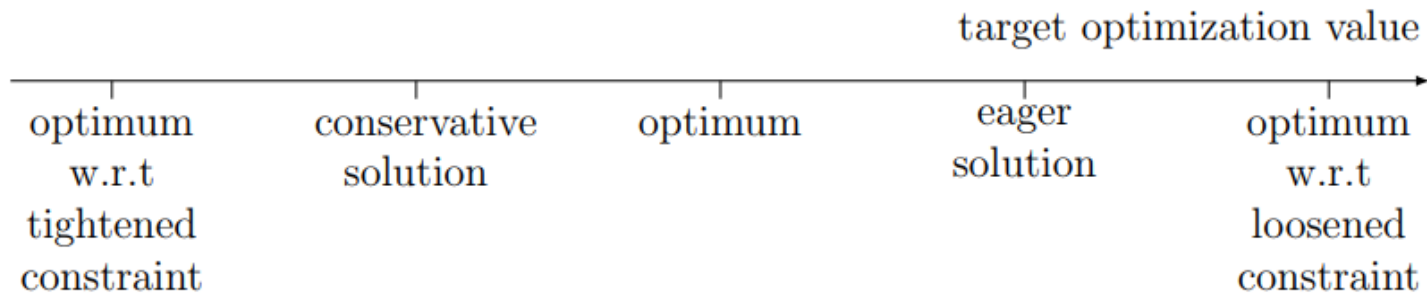 target optimization value
optimum
w.r.t
tightened
constraint
conservative
solution
optimum
eager
solution
optimum
w.r.t
loosened
constraint